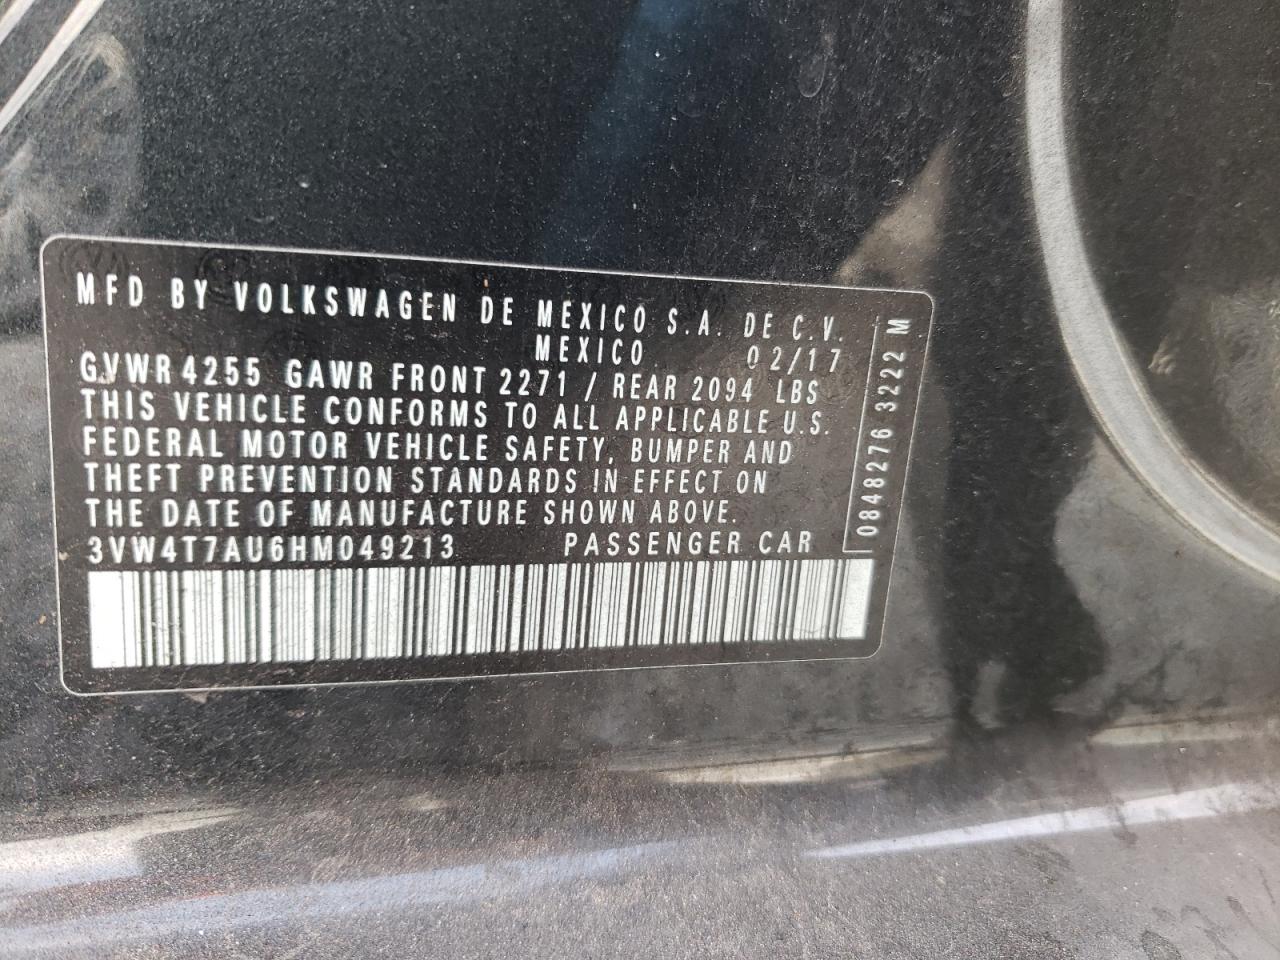 MFD BY VOLKSWAGEN DE MEXICO S.A. DE C.V.
MEXICO 02/17
GVWR 4255 GAWR FRONT 2271 / REAR 2094 LBS
THIS VEHICLE CONFORMS TO ALL APPLICABLE U.S.
FEDERAL MOTOR VEHICLE SAFETY, BUMPER AND
THEFT PREVENTION STANDARDS IN EFFECT ON
THE DATE OF MANUFACTURE SHOWN ABOVE.
3VW4T7AU6HM049213 PASSENGER CAR
0848276 3222 M